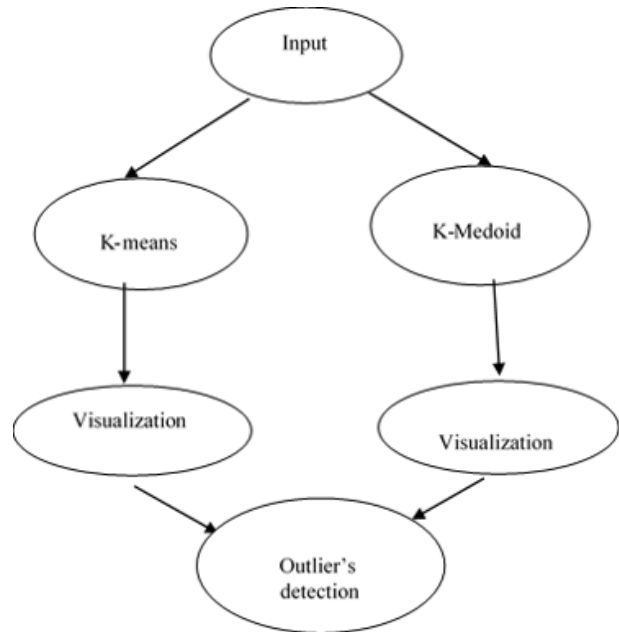 Input
K-means
K-Medoid
Visualization
Visualization
Outlier’s
detection